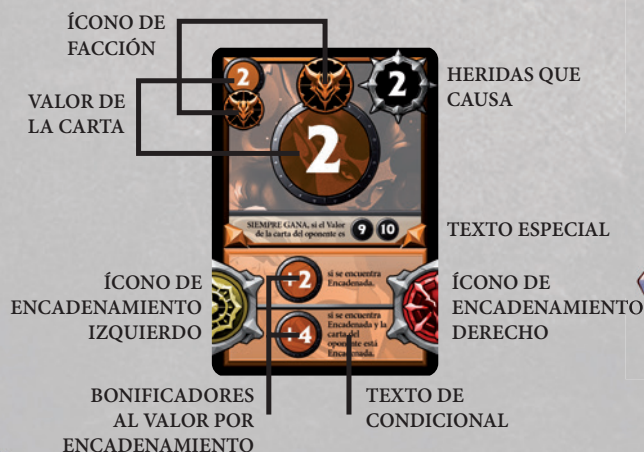 ÍCONO DE
FACCIÓN
VALOR DE
LA CARTA
2
2
2
HERIDAS QUE
CAUSA
SIEMPRE GANA, si el Valor
de la carta del oponente es
9 10
TEXTO ESPECIAL
ÍCONO DE
ENCADENAMIENTO
IZQUIERDO
+2
si se encuentra
Encadenada.
+4
si se encuentra
Encadenada y la
carta del
oponente está
Encadenada.
ÍCONO DE
ENCADENAMIENTO
DERECHO
BONIFICADORES
AL VALOR POR
ENCADENAMIENTO
TEXTO DE
CONDICIONAL